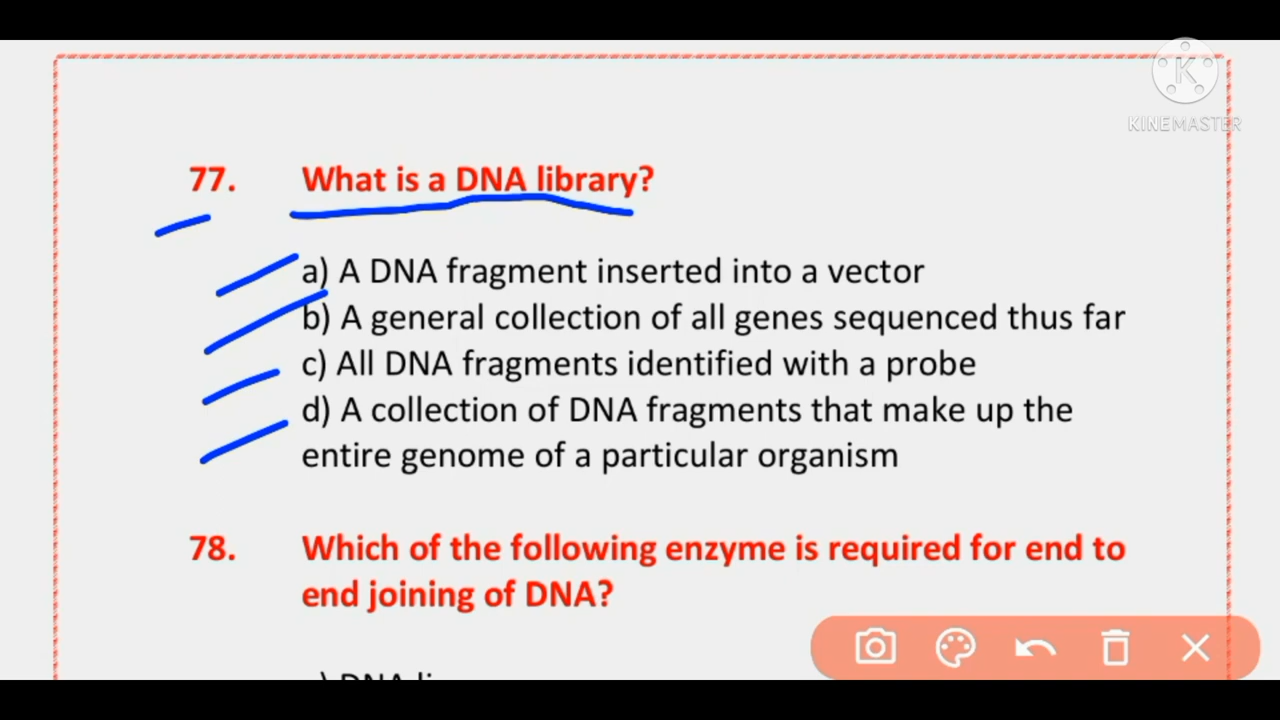 K
KINEMASTER
77. What is a DNA library?
a) A DNA fragment inserted into a vector
b) A general collection of all genes sequenced thus far
c) All DNA fragments identified with a probe
d) A collection of DNA fragments that make up the
entire genome of a particular organism
78. Which of the following enzyme is required for end to
end joining of DNA?